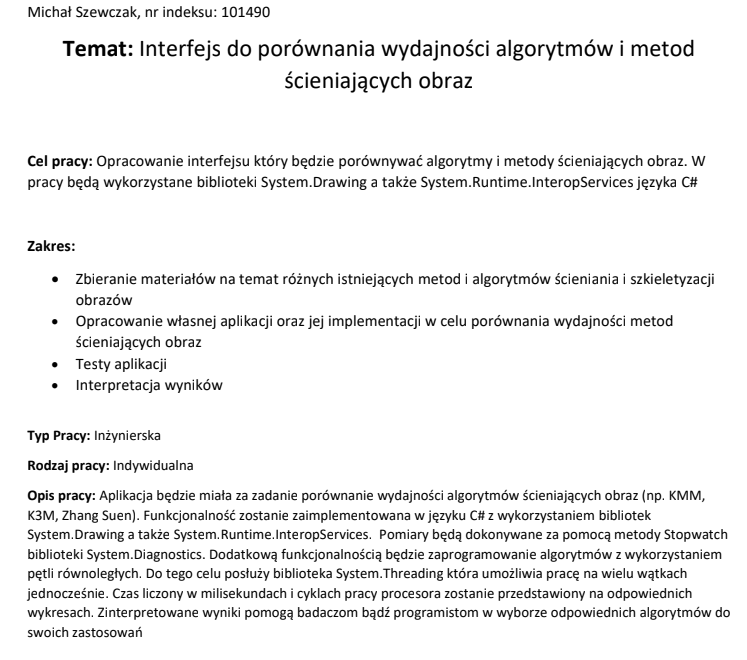 Michał Szewczak, nr indeksu: 101490
Temat: Interfejs do porównania wydajności algorytmów i metod
ścieniających obraz
Cel pracy: Opracowanie interfejsu który będzie porównywać algorytmy i metody ścieniających obraz. W
pracy będą wykorzystane biblioteki System.Drawing a także System.Runtime.InteropServices języka C#
Zakres:
• Zbieranie materiałów na temat różnych istniejących metod i algorytmów ścieniania i szkieletyzacji
obrazów
• Opracowanie własnej aplikacji oraz jej implementacji w celu porównania wydajności metod
ścieniających obraz
• Testy aplikacji
• Interpretacja wyników
Typ Pracy: Inżynierska
Rodzaj pracy: Indywidualna
Opis pracy: Aplikacja będzie miała za zadanie porównanie wydajności algorytmów ścieniających obraz (np. KMM,
K3M, Zhang Suen). Funkcjonalność zostanie zaimplementowana w języku C# z wykorzystaniem bibliotek
System.Drawing a także System.Runtime.InteropServices. Pomiary będą dokonywane za pomocą metody Stopwatch
biblioteki System.Diagnostics. Dodatkową funkcjonalnością będzie zaprogramowanie algorytmów z wykorzystaniem
pętli równoległych. Do tego celu posłuży biblioteka System.Threading która umożliwia pracę na wielu wątkach
jednocześnie. Czas liczony w milisekundach i cyklach pracy procesora zostanie przedstawiony na odpowiednich
wykresach. Zinterpretowane wyniki pomogą badaczom bądź programistom w wyborze odpowiednich algorytmów do
swoich zastosowań